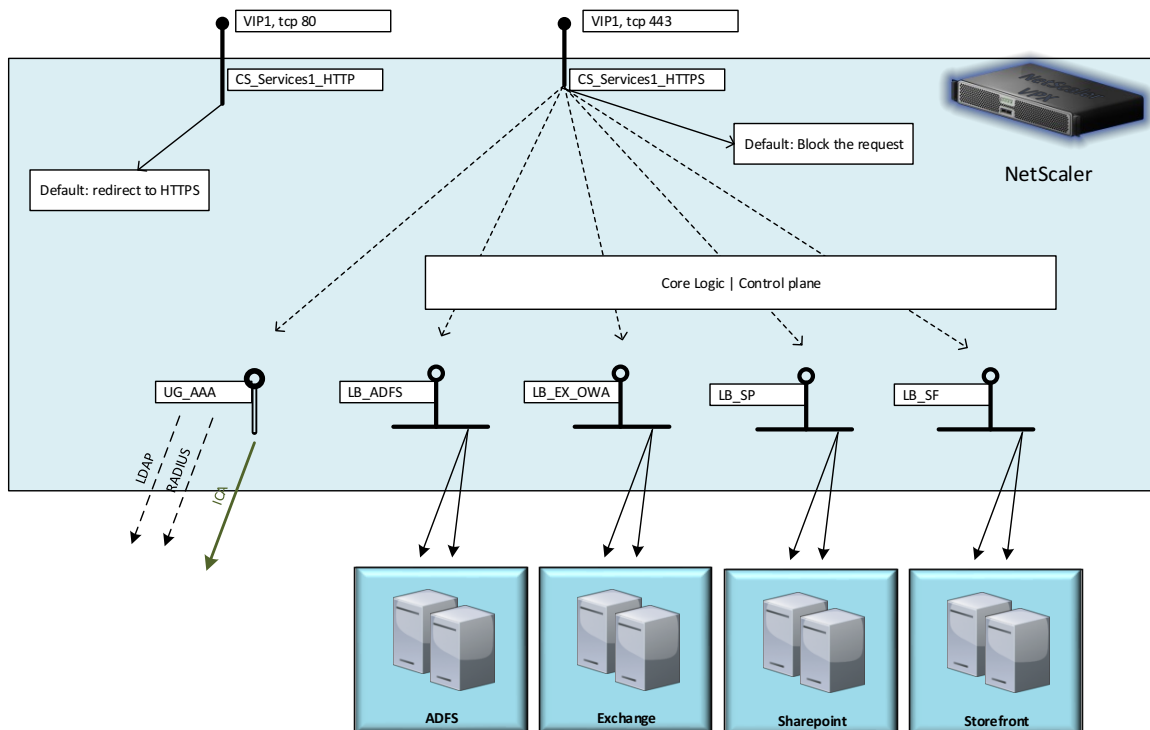 VIP1, tcp 80
VIP1, tcp 443
CS_Services1_HTTP
CS_Services1_HTTPS
NetScaler
VPX
Default: Block the request
Default: redirect to HTTPS
NetScaler
Core Logic | Control plane
UG_AAA
LB_ADFS
LB_EX_OWA
LB_SP
LB_SF
LDAP
RADIUS
ICA
ADFS
Exchange
Sharepoint
Storefront